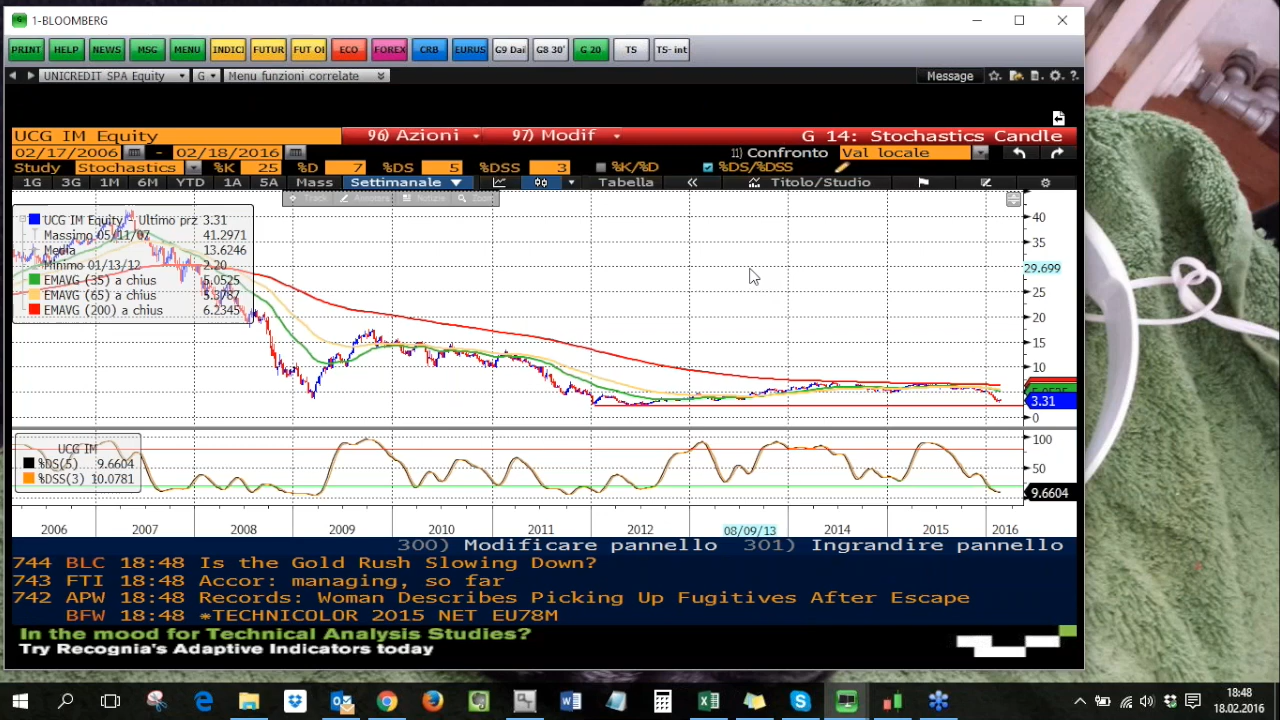 1-BLOOMBERG
PRINT HELP NEWS MSG MENU INDICI FUTUR FUT OI ECO FOREX CRB EURUS G9 Dai G8 30' G 20 TS TS- int
UNICREDIT SPA Equity G Menu funzioni correlate Message
UCG IM Equity 96) Azioni 97) Modif G 14: Stochastics Candle
02/17/2006 - 02/18/2016 11) Confronto Val locale
Study Stochastics %K 25 %D 7 %DS 5 %DSS 3 %K/%D %DS/%DSS
1G 3G 1M 6M YTD 1A 5A Mass Settimanale Tabella Titolo/Studio
Track Annotare Notizie Zoom
UCG IM Equity - Ultimo prz 3.31
Massimo 05/11/07 41.2971
Media 13.6246
Minimo 01/13/12 2.20
EMAVG (35) a chius 5.0525
EMAVG (65) a chius 5.3787
EMAVG (200) a chius 6.2345
40
35
29.699
25
20
15
10
3.31
0
UCG IM
%DS(5) 9.6604
%DSS(3) 10.0781
100
50
9.6604
2006 2007 2008 2009 2010 2011 2012 08/09/13 2014 2015 2016
300) Modificare pannello 301) Ingrandire pannello
744 BLC 18:48 Is the Gold Rush Slowing Down?
743 FTI 18:48 Accor: managing, so far
742 APW 18:48 Records: Woman Describes Picking Up Fugitives After Escape
BFW 18:48 *TECHNICOLOR 2015 NET EU78M
In the mood for Technical Analysis Studies?
Try Recognia's Adaptive Indicators today
18:48
18.02.2016